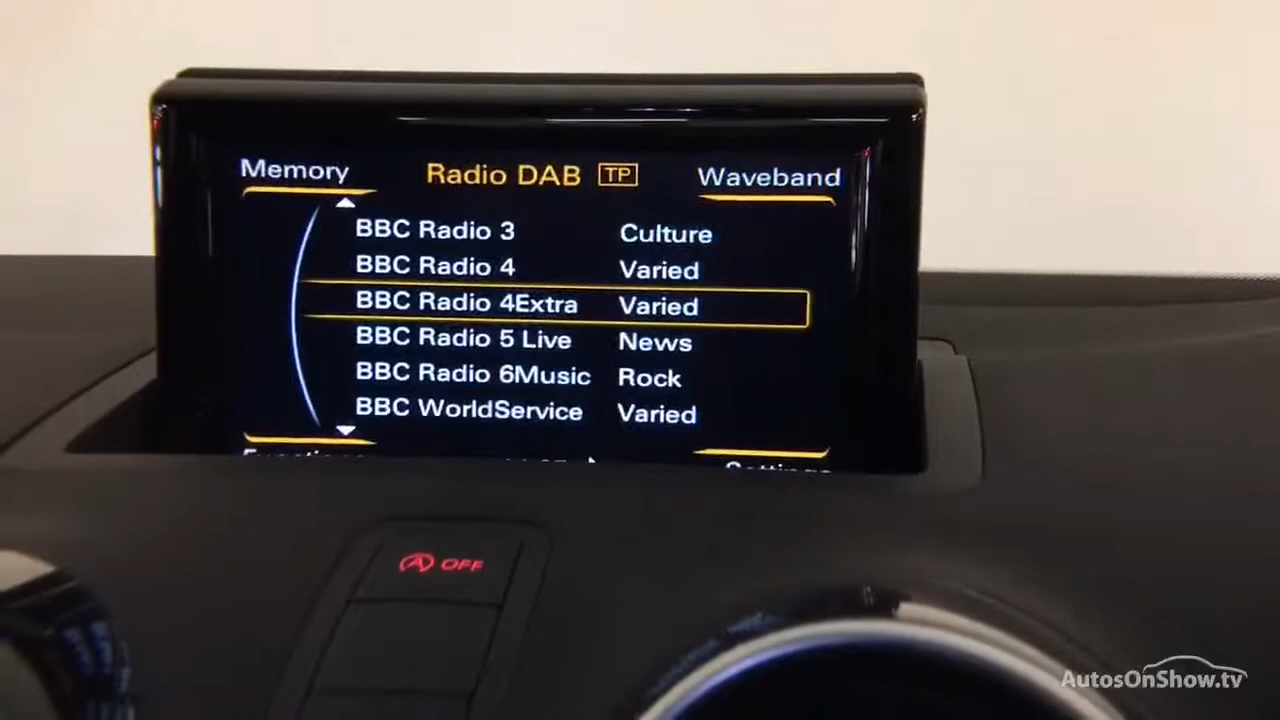 Memory Radio DAB TP Waveband
BBC Radio 3 Culture
BBC Radio 4 Varied
BBC Radio 4Extra Varied
BBC Radio 5 Live News
BBC Radio 6Music Rock
BBC WorldService Varied
Settings
A OFF
AutosOnShow.tv